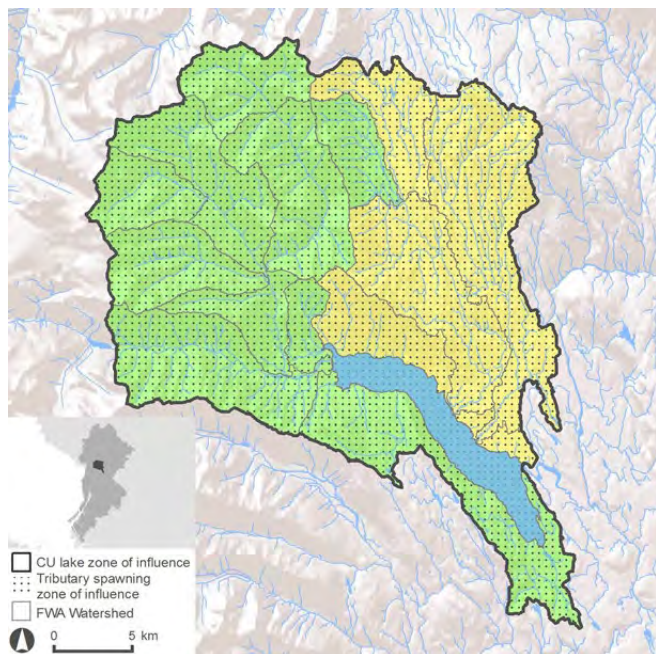 CU lake zone of influence
Tributary spawning
zone of influence
FWA Watershed
0 5 km